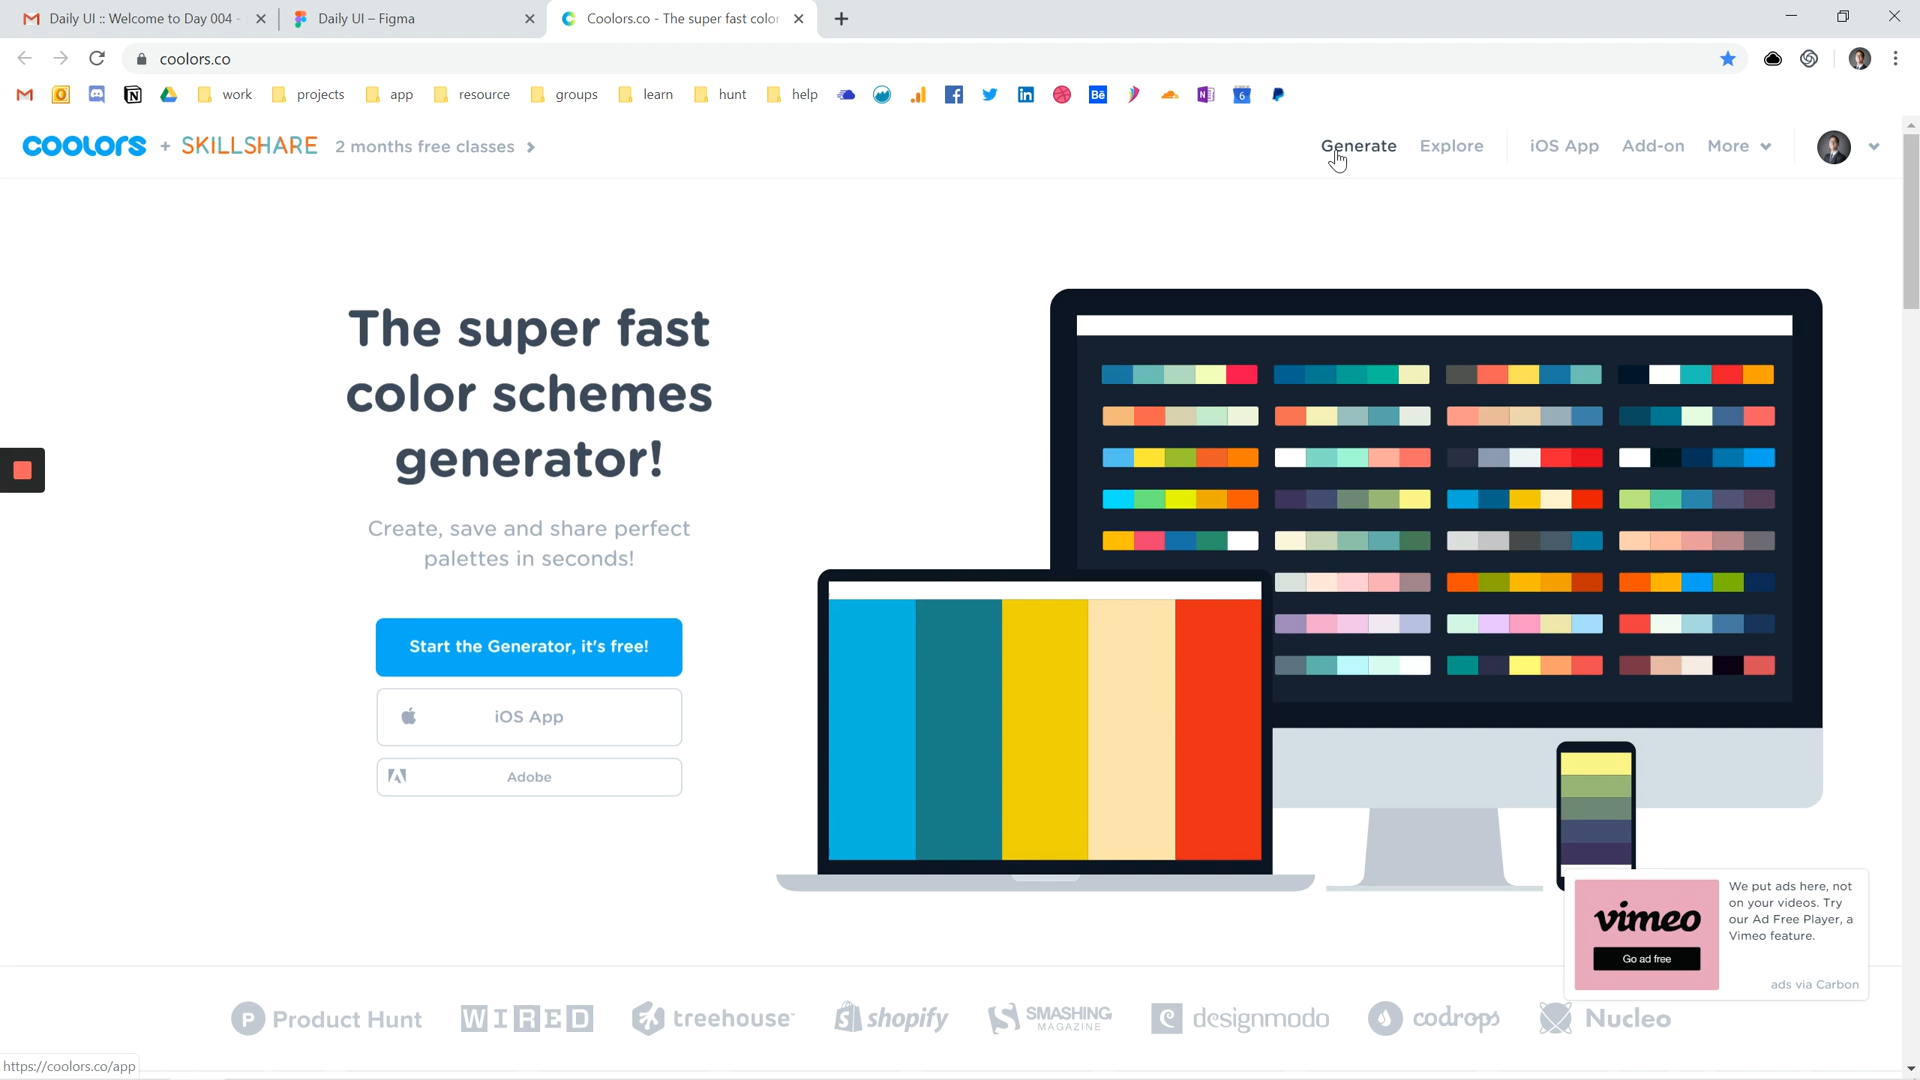 Daily UI :: Welcome to Day 004 -
Daily UI – Figma
Coolors.co - The super fast color
coolors.co
work
projects
app
resource
groups
learn
hunt
help
coolors + SKILLSHARE 2 months free classes
Generate
Explore
iOS App
Add-on
More
The super fast
color schemes
generator!
Create, save and share perfect
palettes in seconds!
Start the Generator, it's free!
iOS App
Adobe
vimeo
Go ad free
We put ads here, not
on your videos. Try
our Ad Free Player, a
Vimeo feature.
ads via Carbon
Product Hunt
WIRED
treehouse
shopify
SMASHING
MAGAZINE
designmodo
codrops
Nucleo
https://coolors.co/app